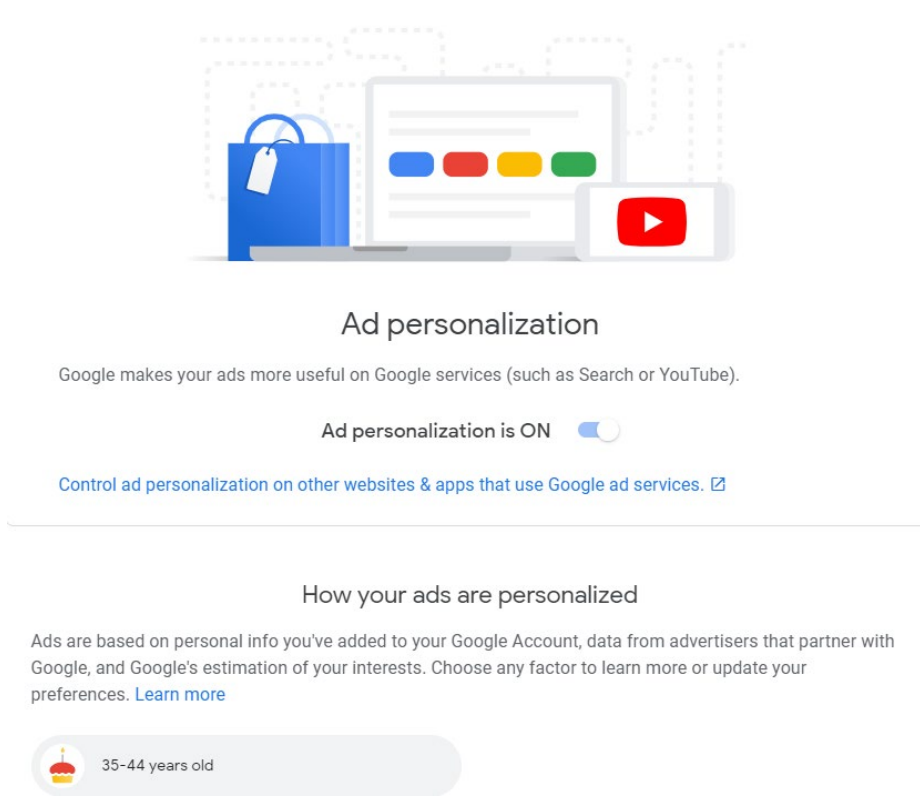 Ad personalization
Google makes your ads more useful on Google services (such as Search or YouTube).
Ad personalization is ON
Control ad personalization on other websites & apps that use Google ad services.
How your ads are personalized
Ads are based on personal info you've added to your Google Account, data from advertisers that partner with
Google, and Google's estimation of your interests. Choose any factor to learn more or update your
preferences. Learn more
35-44 years old